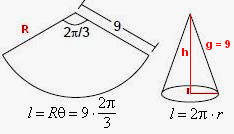 R
9
2π/3
h
g = 9
r
l = Rθ = 9 · 2π/3
l = 2π · r